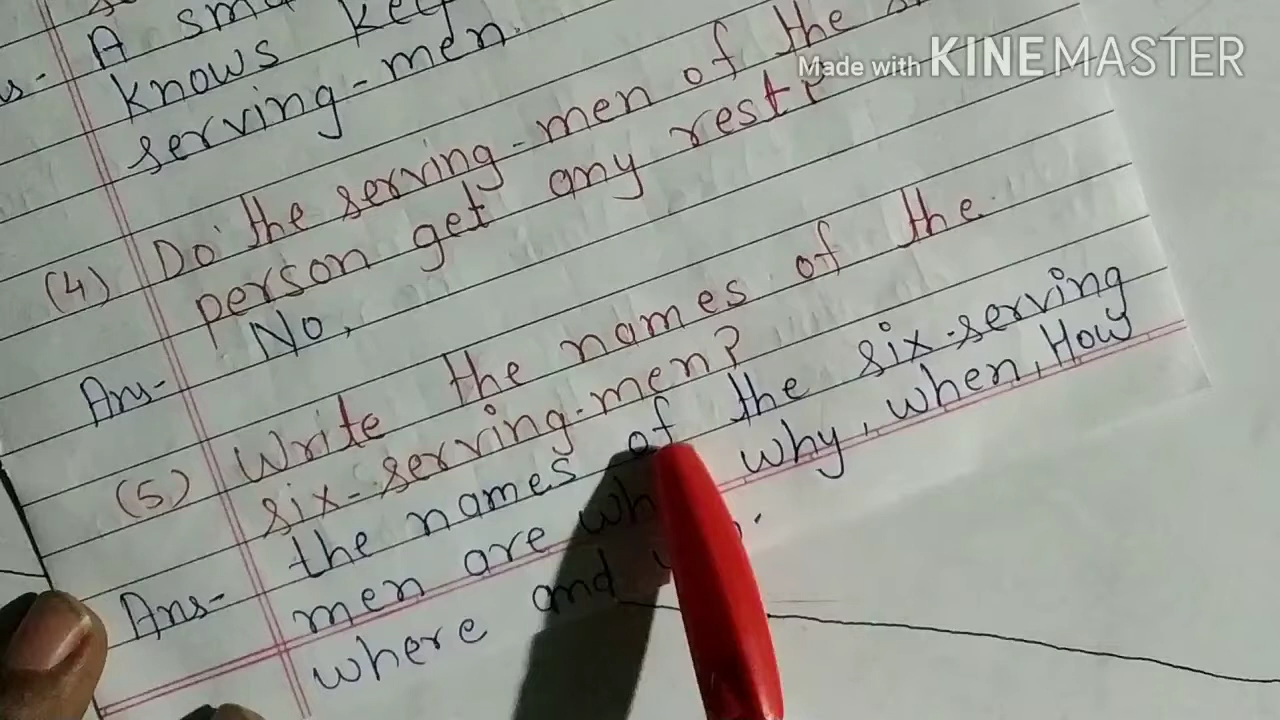 A
knows
serving-men.
(4) Do the serving-men of the
person get any rest?
Ans- No,
(5) Write the names of the
six-serving-men?
Ans- the names of the six-serving
men are why, when, How
where and
Made with KINEMASTER